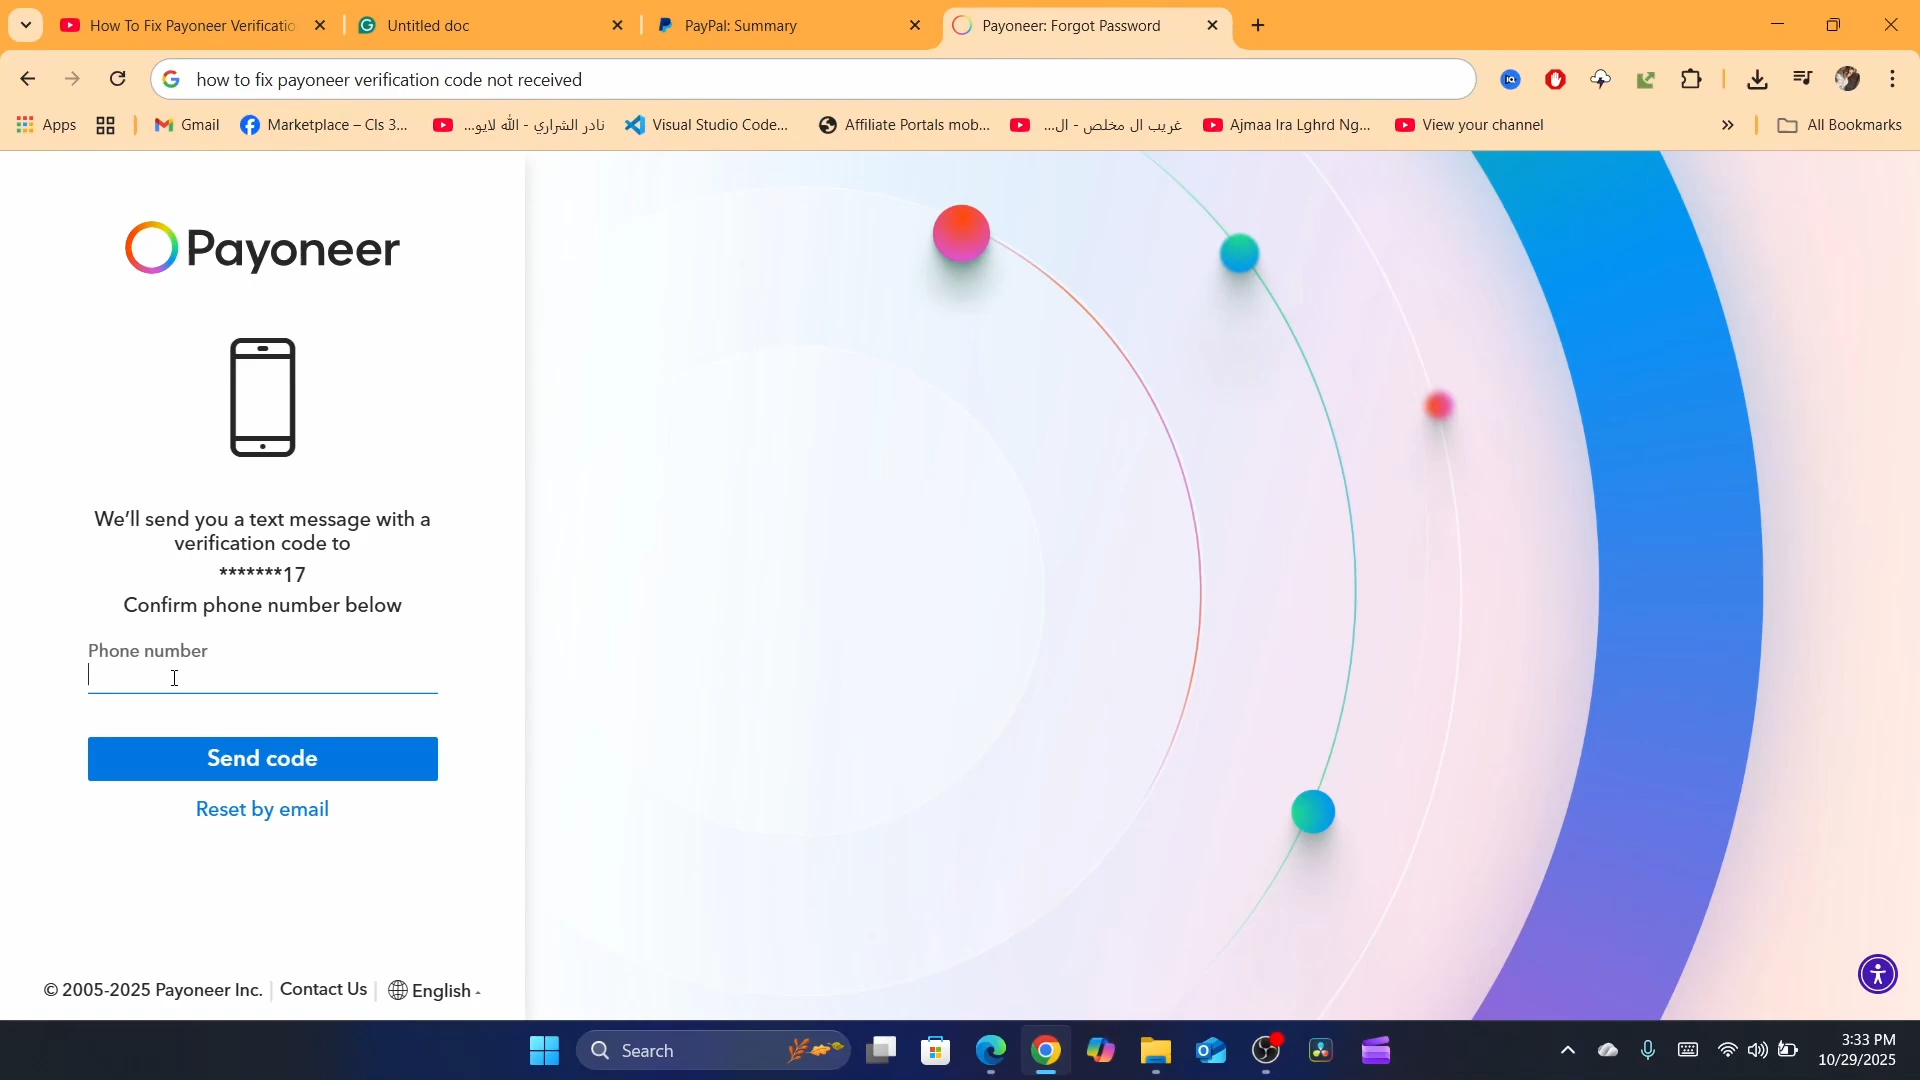 How To Fix Payoneer Verificatio
Untitled doc
PayPal: Summary
Payoneer: Forgot Password
how to fix payoneer verification code not received
Apps
Gmail
Marketplace – Cls 3...
نادر الشراري - الله لايو...
Visual Studio Code...
Affiliate Portals mob...
غريب ال مخلص - ال...
Ajmaa Ira Lghrd Ng...
View your channel
All Bookmarks
Payoneer
We'll send you a text message with a
verification code to
*******17
Confirm phone number below
Phone number
Send code
Reset by email
© 2005-2025 Payoneer Inc.
Contact Us
English
Search
3:33 PM
10/29/2025